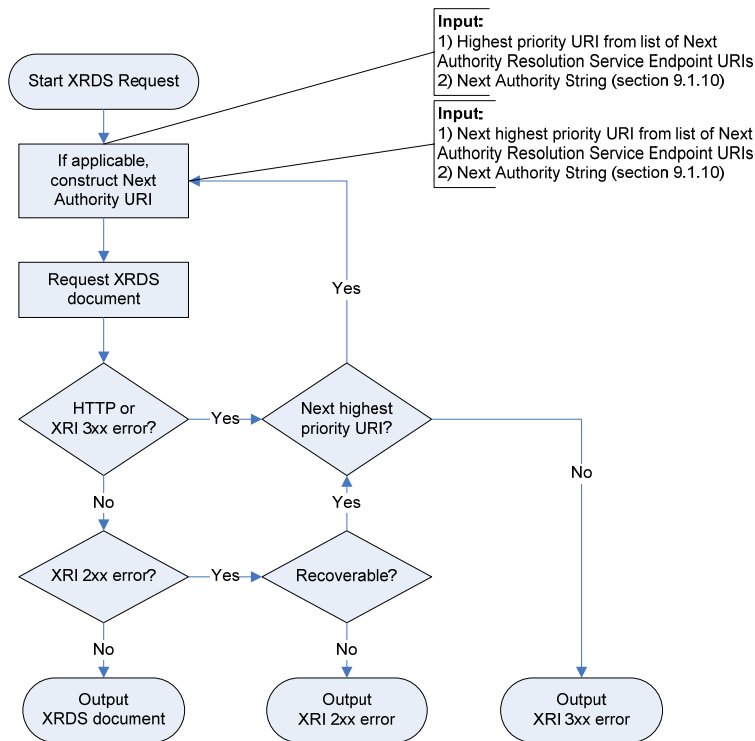 Input:
1) Highest priority URI from list of Next
Authority Resolution Service Endpoint URIs
2) Next Authority String (section 9.1.10)
Start XRDS Request
Input:
1) Next highest priority URI from list of Next
Authority Resolution Service Endpoint URIs
2) Next Authority String (section 9.1.10)
If applicable,
construct Next
Authority URI
Request XRDS
document
Yes
HTTP or
XRI 3xx error?
Yes
Next highest
priority URI?
No
No
Yes
XRI 2xx error?
Yes
Recoverable?
No
No
Output
XRDS document
Output
XRI 2xx error
Output
XRI 3xx error